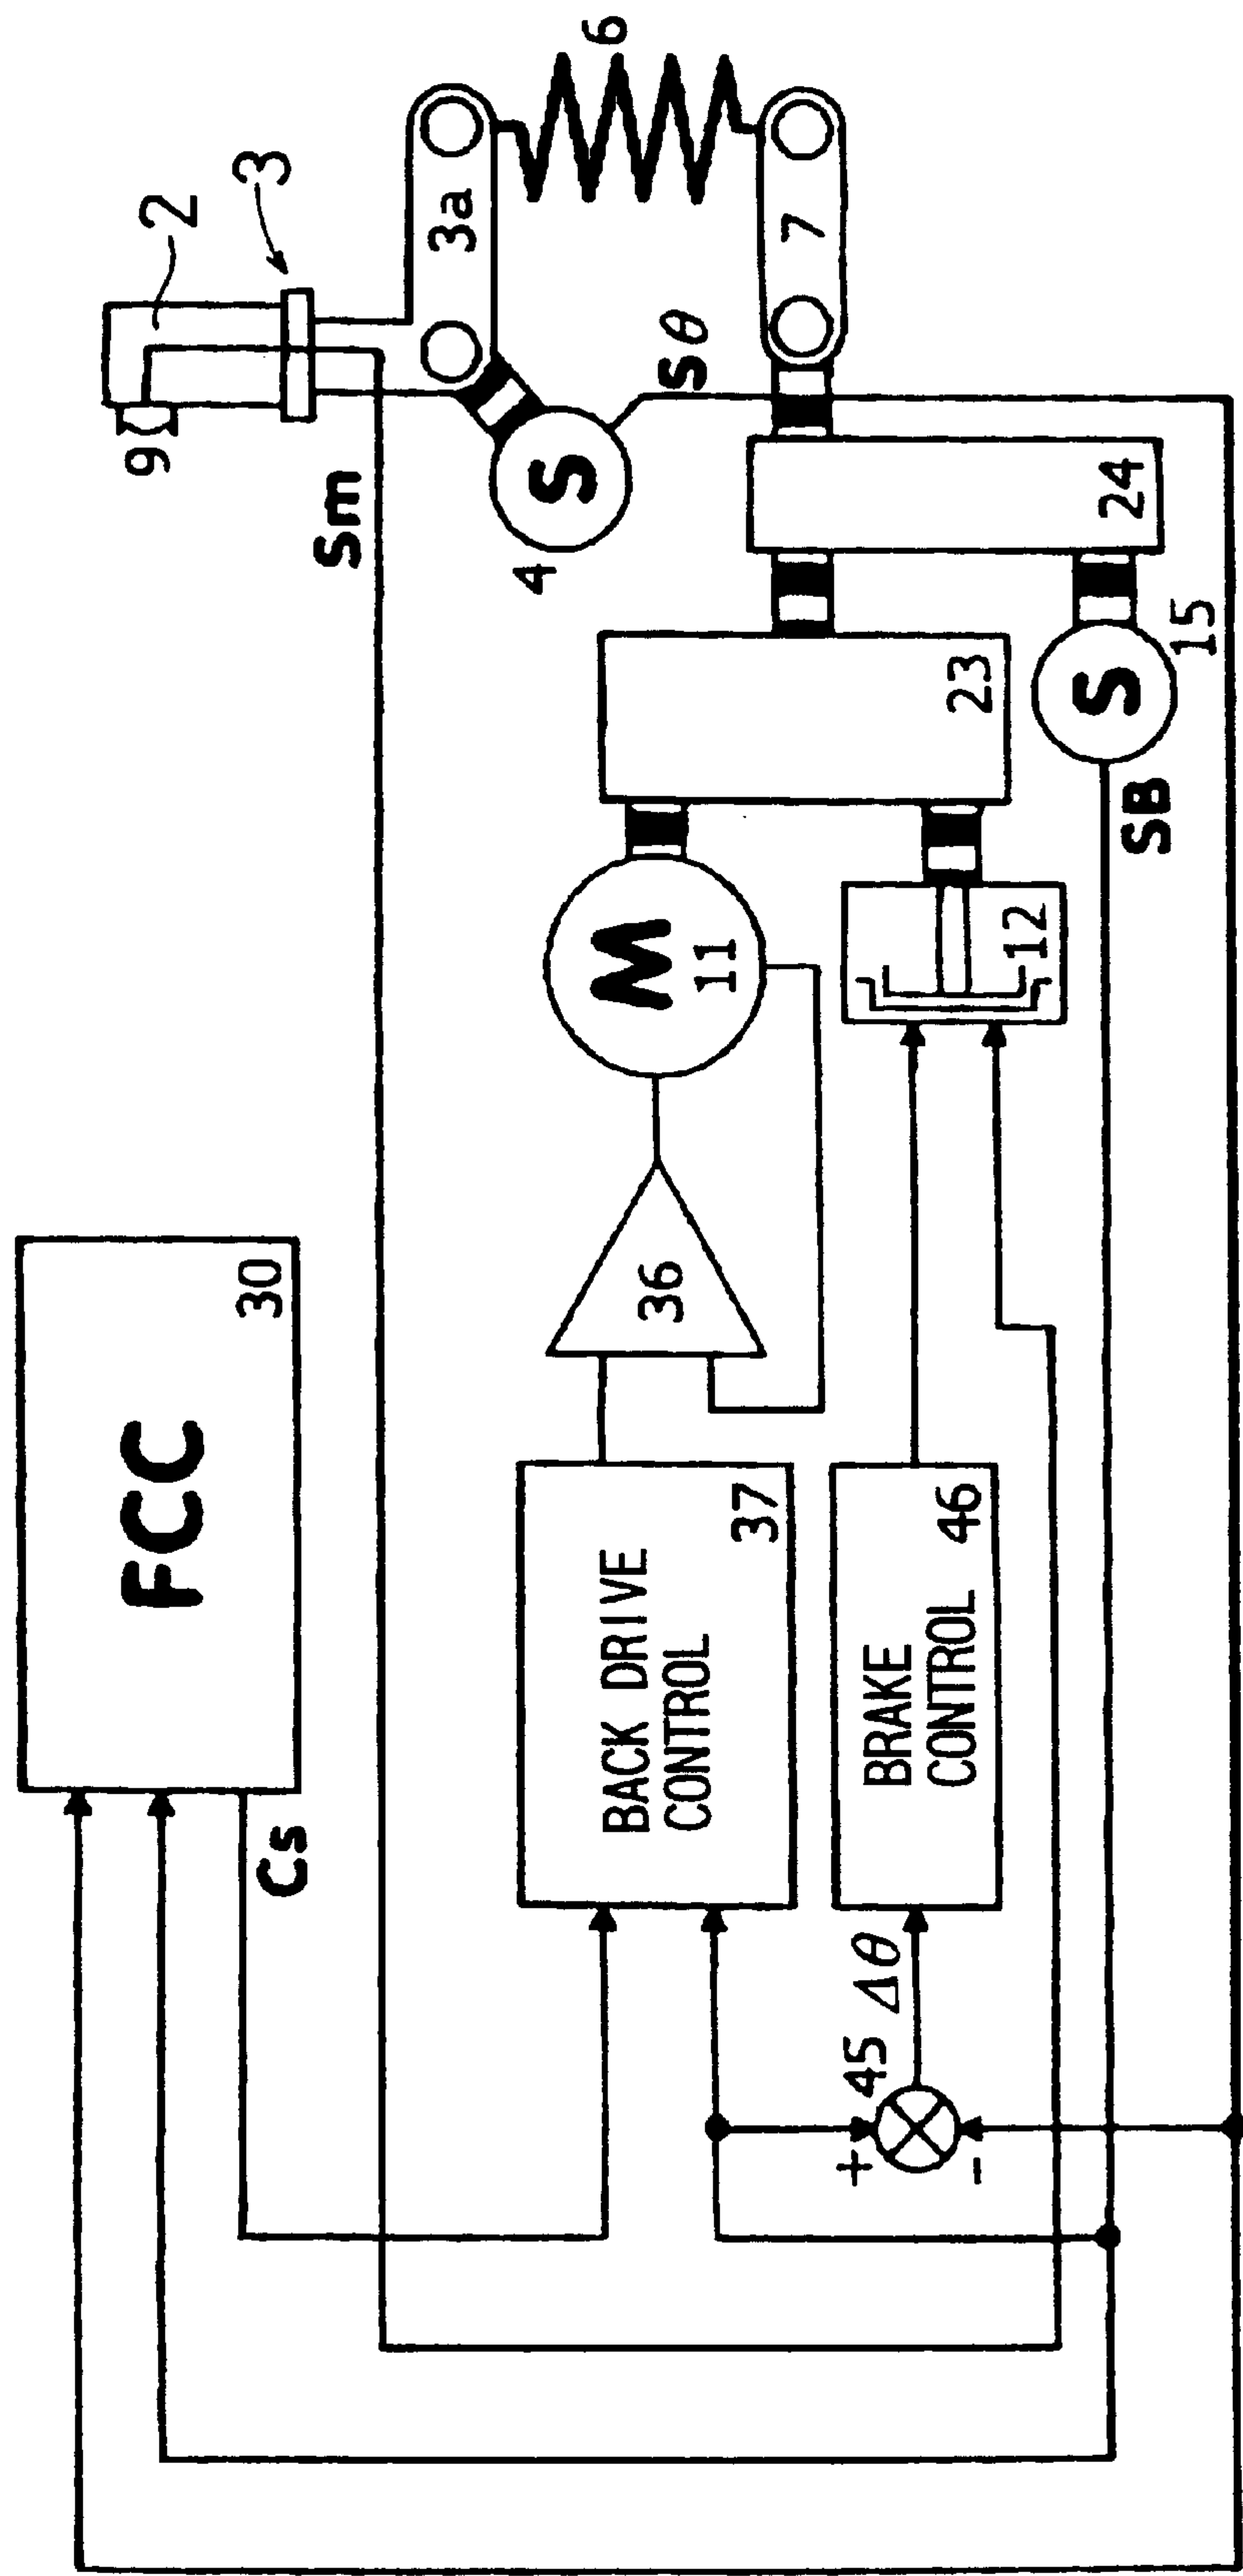 FCC
30
Cs
2
3
9
Sm
3a
6
4
S
Sθ
7
BACK DRIVE
CONTROL
37
36
M
11
23
24
BRAKE
CONTROL
46
12
S
15
SB
45
Δθ
+
-